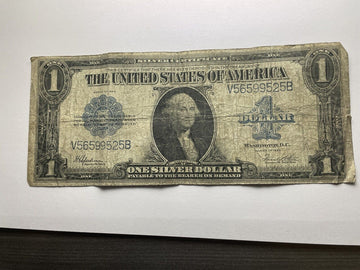 SILVER CERTIFICATE
1 THE UNITED STATES OF AMERICA 1
V56599525B
1
DOLLAR
V56599525B
WASHINGTON, D.C.
ONE SILVER DOLLAR
1 PAYABLE TO THE BEARER ON DEMAND 1